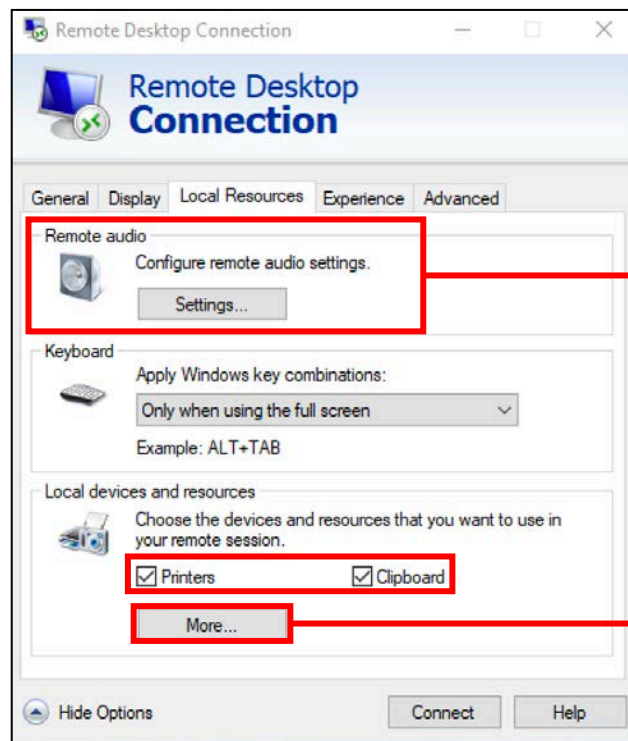 Remote Desktop Connection
Remote Desktop
Connection
General Display Local Resources Experience Advanced
Remote audio
Configure remote audio settings.
Settings...
Keyboard
Apply Windows key combinations:
Only when using the full screen
Example: ALT+TAB
Local devices and resources
Choose the devices and resources that you want to use in
your remote session.
Printers Clipboard
More...
Hide Options Connect Help